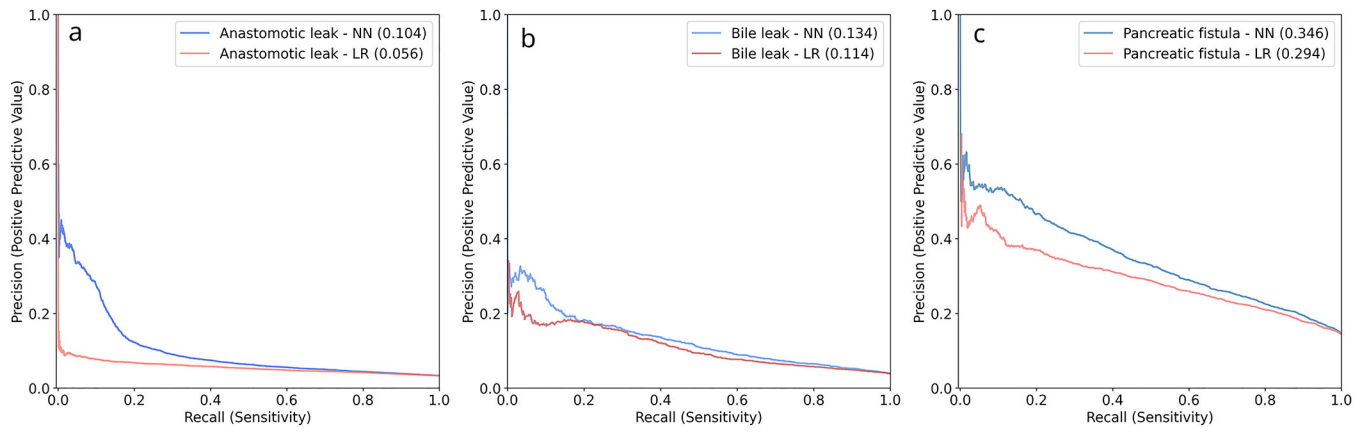 a
Anastomotic leak - NN (0.104)
Anastomotic leak - LR (0.056)
Precision (Positive Predictive Value)
1.0
0.8
0.6
0.4
0.2
0.0
0.0 0.2 0.4 0.6 0.8 1.0
Recall (Sensitivity)
b
Bile leak - NN (0.134)
Bile leak - LR (0.114)
Precision (Positive Predictive Value)
1.0
0.8
0.6
0.4
0.2
0.0
0.0 0.2 0.4 0.6 0.8 1.0
Recall (Sensitivity)
c
Pancreatic fistula - NN (0.346)
Pancreatic fistula - LR (0.294)
Precision (Positive Predictive Value)
1.0
0.8
0.6
0.4
0.2
0.0
0.0 0.2 0.4 0.6 0.8 1.0
Recall (Sensitivity)